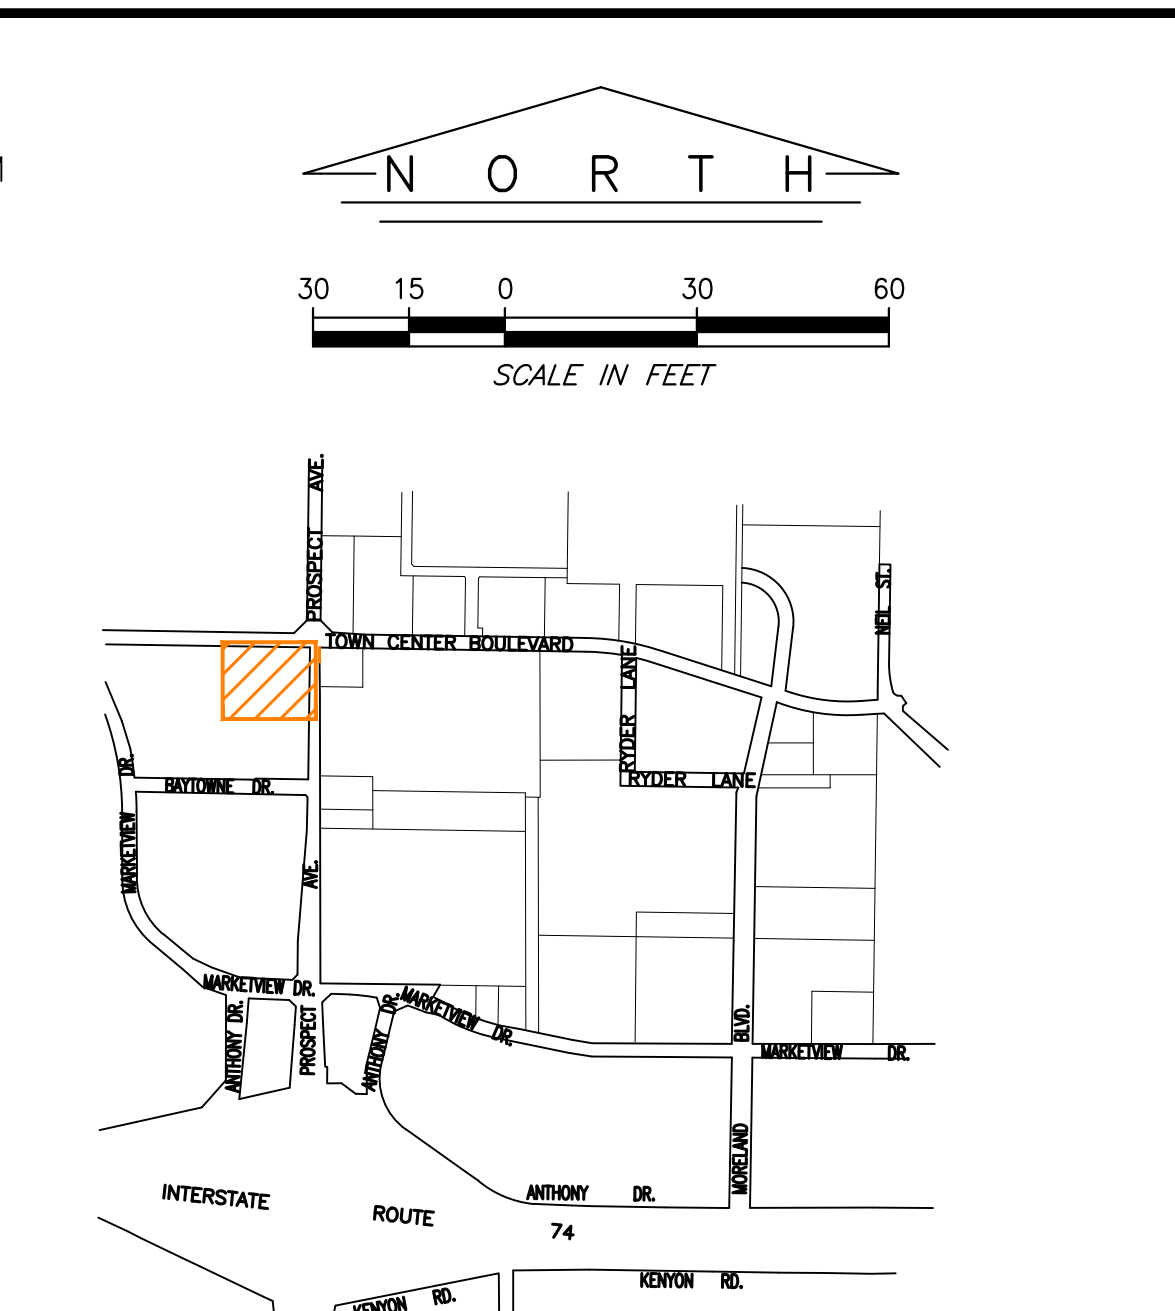 NORTH
30 15 0 30 60
SCALE IN FEET
PROSPECT AVE.
NEIL ST.
TOWN CENTER BOULEVARD
RYDER LANE
RYDER LANE
BAYTOWNE DR.
MARKETVIEW DR.
AVE.
MARKETVIEW DR.
MARKETVIEW DR.
ANTHONY DR.
PROSPECT
ANTHONY DR.
BLVD.
MARKETVIEW DR.
MORELAND
ANTHONY DR.
INTERSTATE ROUTE 74
KENYON RD.
KENYON RD.